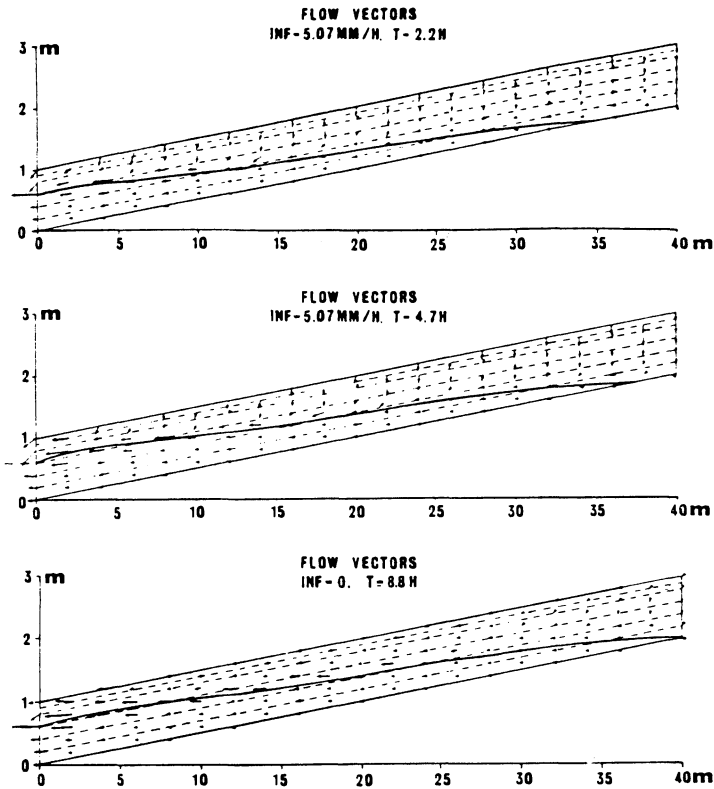 FLOW VECTORS
INF-5.07MM/H. T-2.2H
3 m
2
1
0
0 5 10 15 20 25 30 35 40 m
FLOW VECTORS
INF-5.07MM/H. T-4.7H
3 m
2
1
0
0 5 10 15 20 25 30 35 40 m
FLOW VECTORS
INF-0. T=8.8H
3 m
2
1
0
0 5 10 15 20 25 30 35 40 m